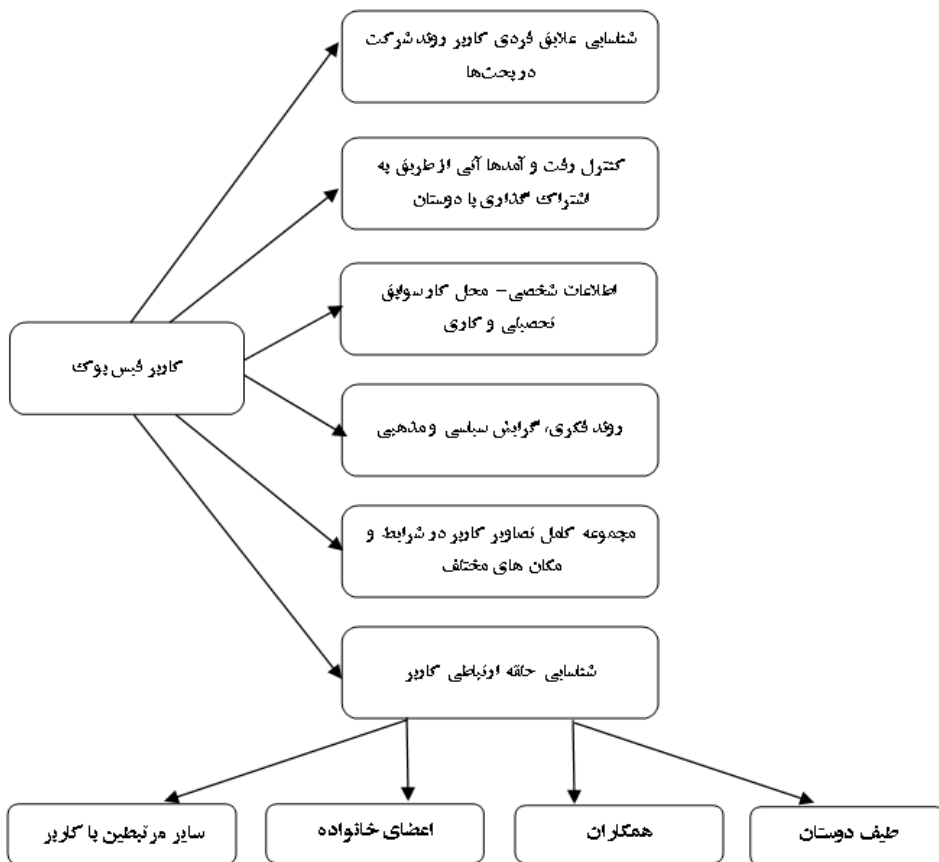 شناسایی علایق فردی کاربر روند شرکت
در بحث‌ها
کنترل رفت و آمدها آنی از طریق به
اشتراک گذاری با دوستان
اطلاعات شخصی– محل کار سوابق
تحصیلی و کاری
کاربر فیس بوک
روند فکری، گرایش سیاسی و مذهبی
مجموعه کامل تصاویر کاربر در شرایط و
مکان های مختلف
شناسایی حلقه ارتباطی کاربر
طیف دوستان
همکاران
اعضای خانواده
سایر مرتبطین با کاربر